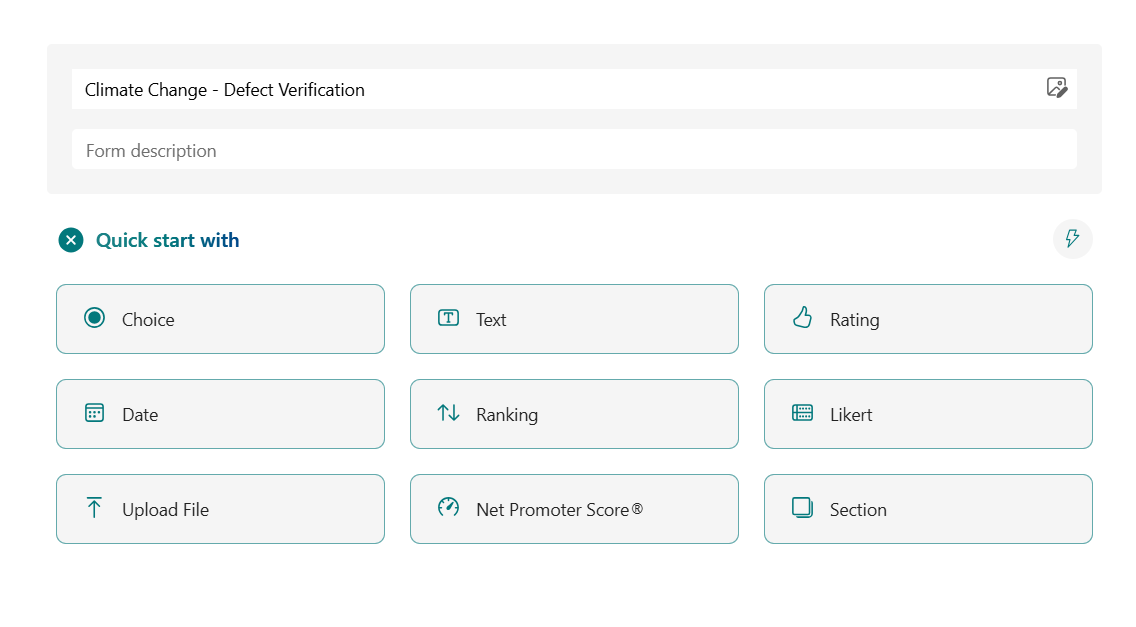 Climate Change - Defect Verification
Form description
Quick start with
Choice
Text
Rating
Date
Ranking
Likert
Upload File
Net Promoter Score®
Section